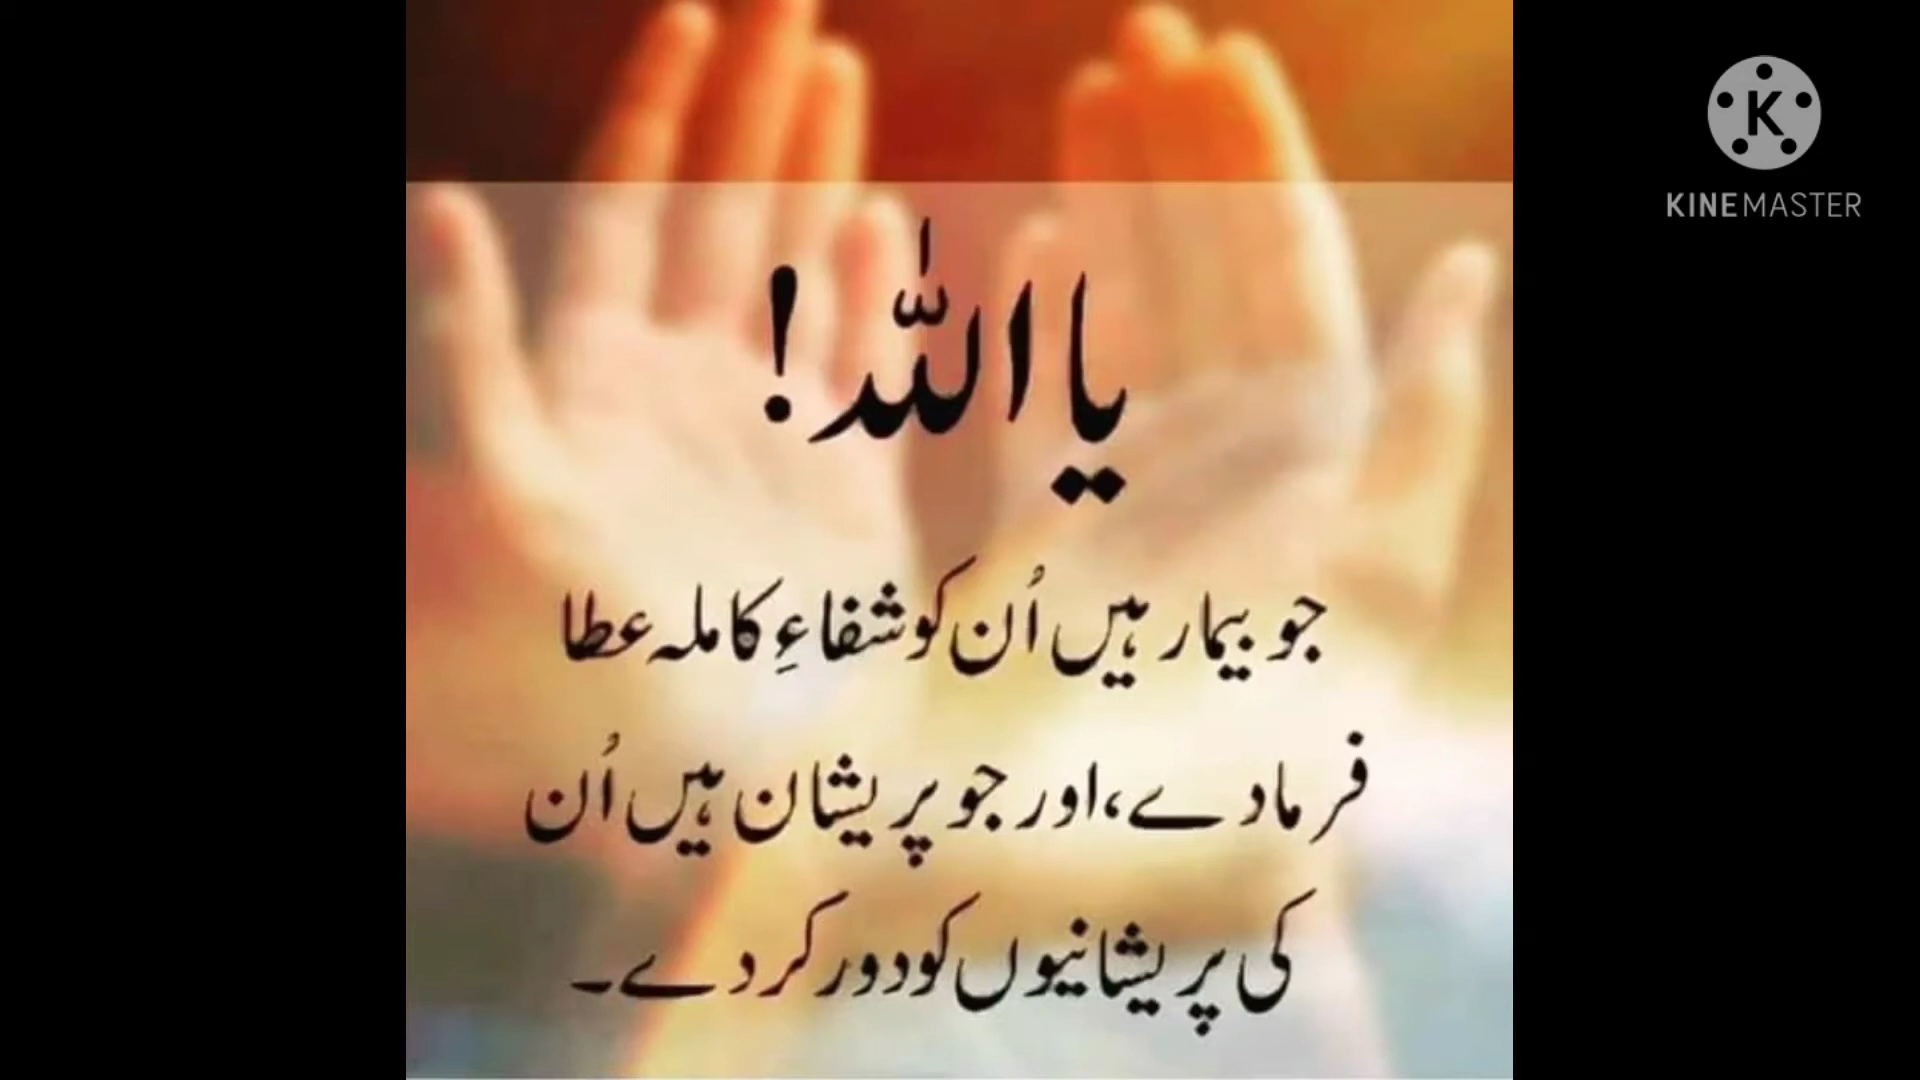 یا اللہ!
جو بیمار ہیں اُن کو شفاءِ کاملہ عطا
فرما دے، اور جو پریشان ہیں اُن
کی پریشانیوں کو دور کر دے۔
K
KINEMASTER